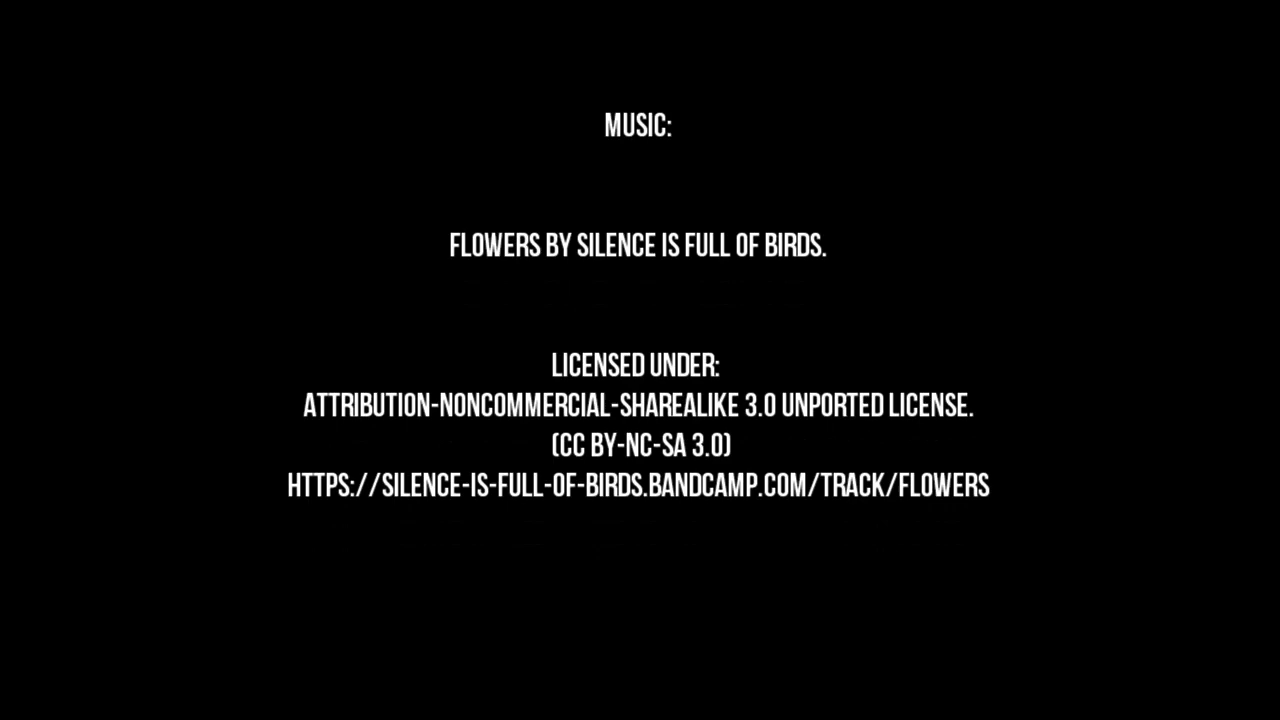 MUSIC:
FLOWERS BY SILENCE IS FULL OF BIRDS.
LICENSED UNDER:
ATTRIBUTION-NONCOMMERCIAL-SHAREALIKE 3.0 UNPORTED LICENSE.
(CC BY-NC-SA 3.0)
HTTPS://SILENCE-IS-FULL-OF-BIRDS.BANDCAMP.COM/TRACK/FLOWERS